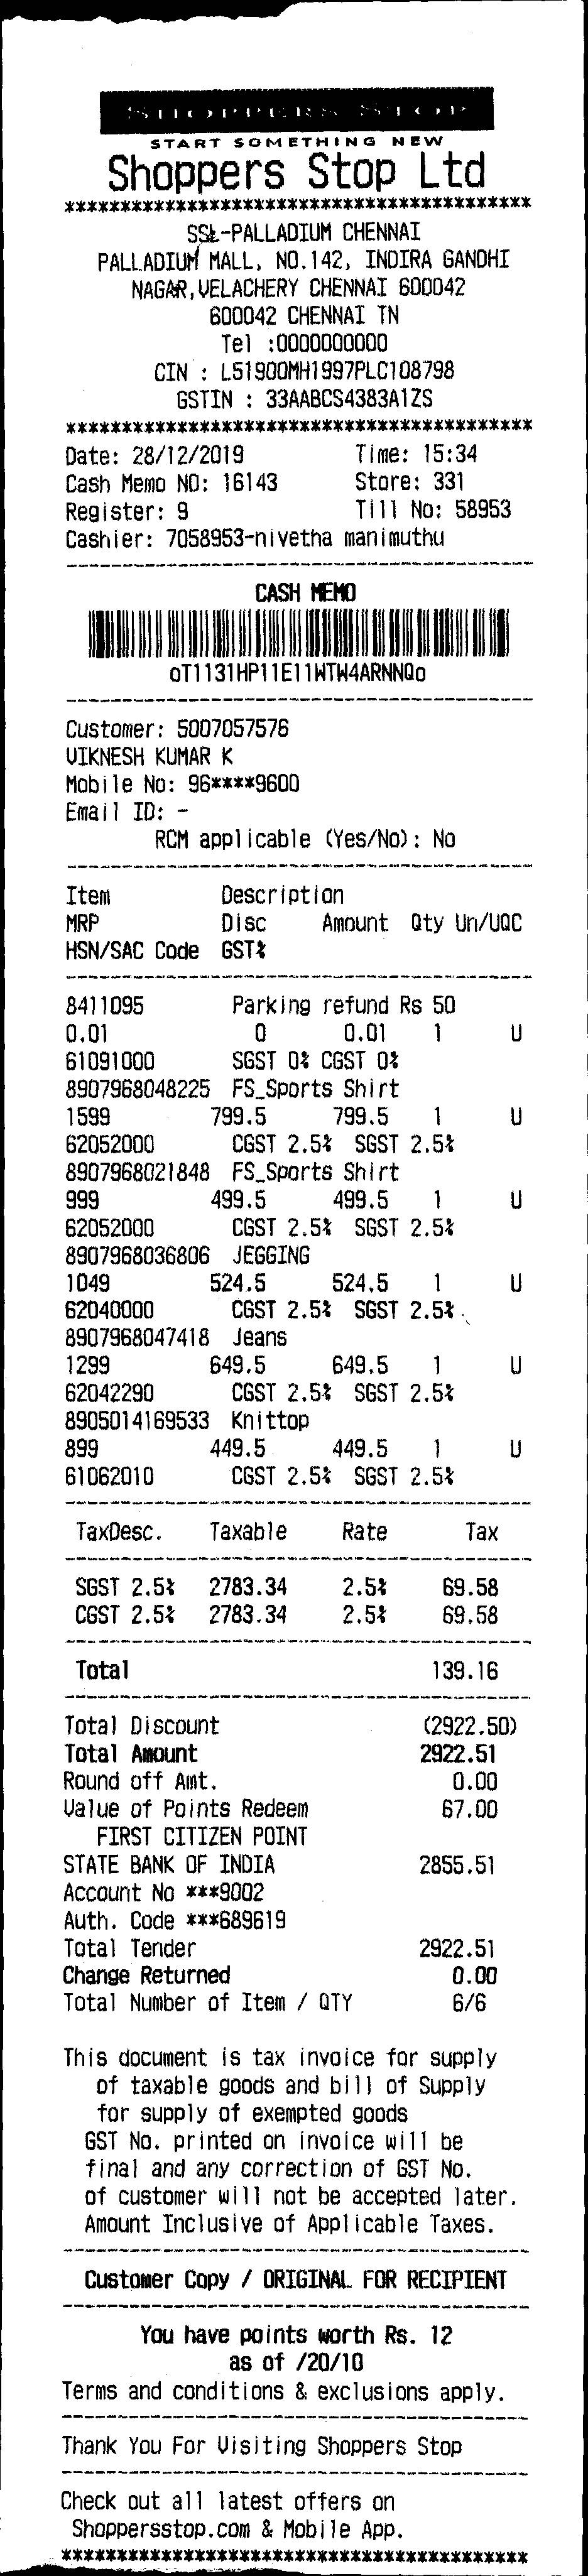 SHOPPERS STOP
START SOMETHING NEW
Shoppers Stop Ltd
******************************************
SSL-PALLADIUM CHENNAI
PALLADIUM MALL, NO.142, INDIRA GANDHI
NAGAR,VELACHERY CHENNAI 600042
600042 CHENNAI TN
Tel :0000000000
CIN : L51900MH1997PLC108798
GSTIN : 33AABCS4383A1ZS
******************************************
Date: 28/12/2019 Time: 15:34
Cash Memo NO: 16143 Store: 331
Register: 9 Till No: 58953
Cashier: 7058953-nivetha manimuthu
------------------------------------------
CASH MEMO
oT1131HP11E11WTW4ARNNQo
------------------------------------------
Customer: 5007057576
VIKNESH KUMAR K
Mobile No: 96****9600
Email ID: -
RCM applicable (Yes/No): No
------------------------------------------
Item Description
MRP Disc Amount Qty Un/UQC
HSN/SAC Code GST%
------------------------------------------
8411095 Parking refund Rs 50
0.01 0 0.01 1 U
61091000 SGST 0% CGST 0%
8907968048225 FS_Sports Shirt
1599 799.5 799.5 1 U
62052000 CGST 2.5% SGST 2.5%
8907968021848 FS_Sports Shirt
999 499.5 499.5 1 U
62052000 CGST 2.5% SGST 2.5%
8907968036806 JEGGING
1049 524.5 524.5 1 U
62040000 CGST 2.5% SGST 2.5%
8907968047418 Jeans
1299 649.5 649.5 1 U
62042290 CGST 2.5% SGST 2.5%
8905014169533 Knittop
899 449.5 449.5 1 U
61062010 CGST 2.5% SGST 2.5%
------------------------------------------
TaxDesc. Taxable Rate Tax
------------------------------------------
SGST 2.5% 2783.34 2.5% 69.58
CGST 2.5% 2783.34 2.5% 69.58
------------------------------------------
Total 139.16
------------------------------------------
Total Discount (2922.50)
Total Amount 2922.51
Round off Amt. 0.00
Value of Points Redeem 67.00
FIRST CITIZEN POINT
STATE BANK OF INDIA 2855.51
Account No ***9002
Auth. Code ***689619
Total Tender 2922.51
Change Returned 0.00
Total Number of Item / QTY 6/6
This document is tax invoice for supply
of taxable goods and bill of Supply
for supply of exempted goods
GST No. printed on invoice will be
final and any correction of GST No.
of customer will not be accepted later.
Amount Inclusive of Applicable Taxes.
------------------------------------------
Customer Copy / ORIGINAL FOR RECIPIENT
------------------------------------------
You have points worth Rs. 12
as of /20/10
Terms and conditions & exclusions apply.
------------------------------------------
Thank You For Visiting Shoppers Stop
------------------------------------------
Check out all latest offers on
Shoppersstop.com & Mobile App.
******************************************